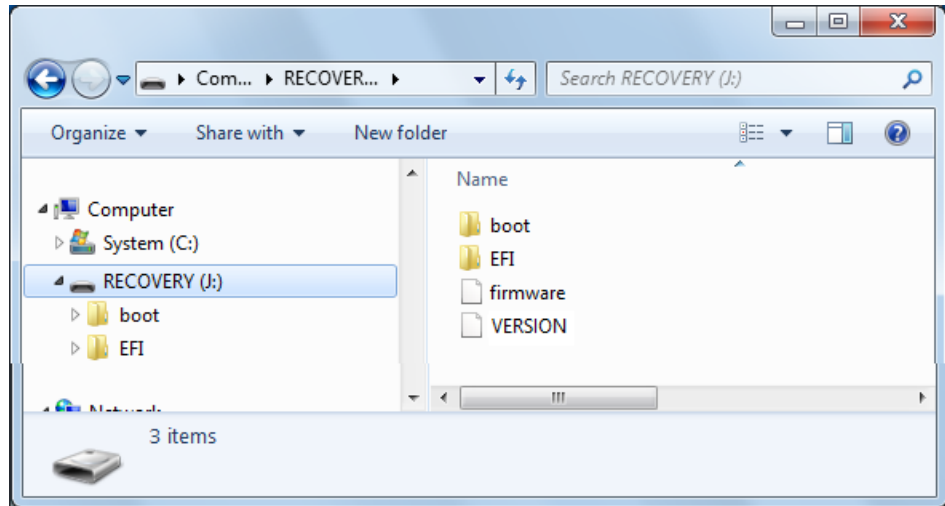 Com... RECOVER... Search RECOVERY (J:)
Organize Share with New folder
Name
Computer
System (C:)
RECOVERY (J:)
boot
EFI
boot
EFI
firmware
VERSION
3 items